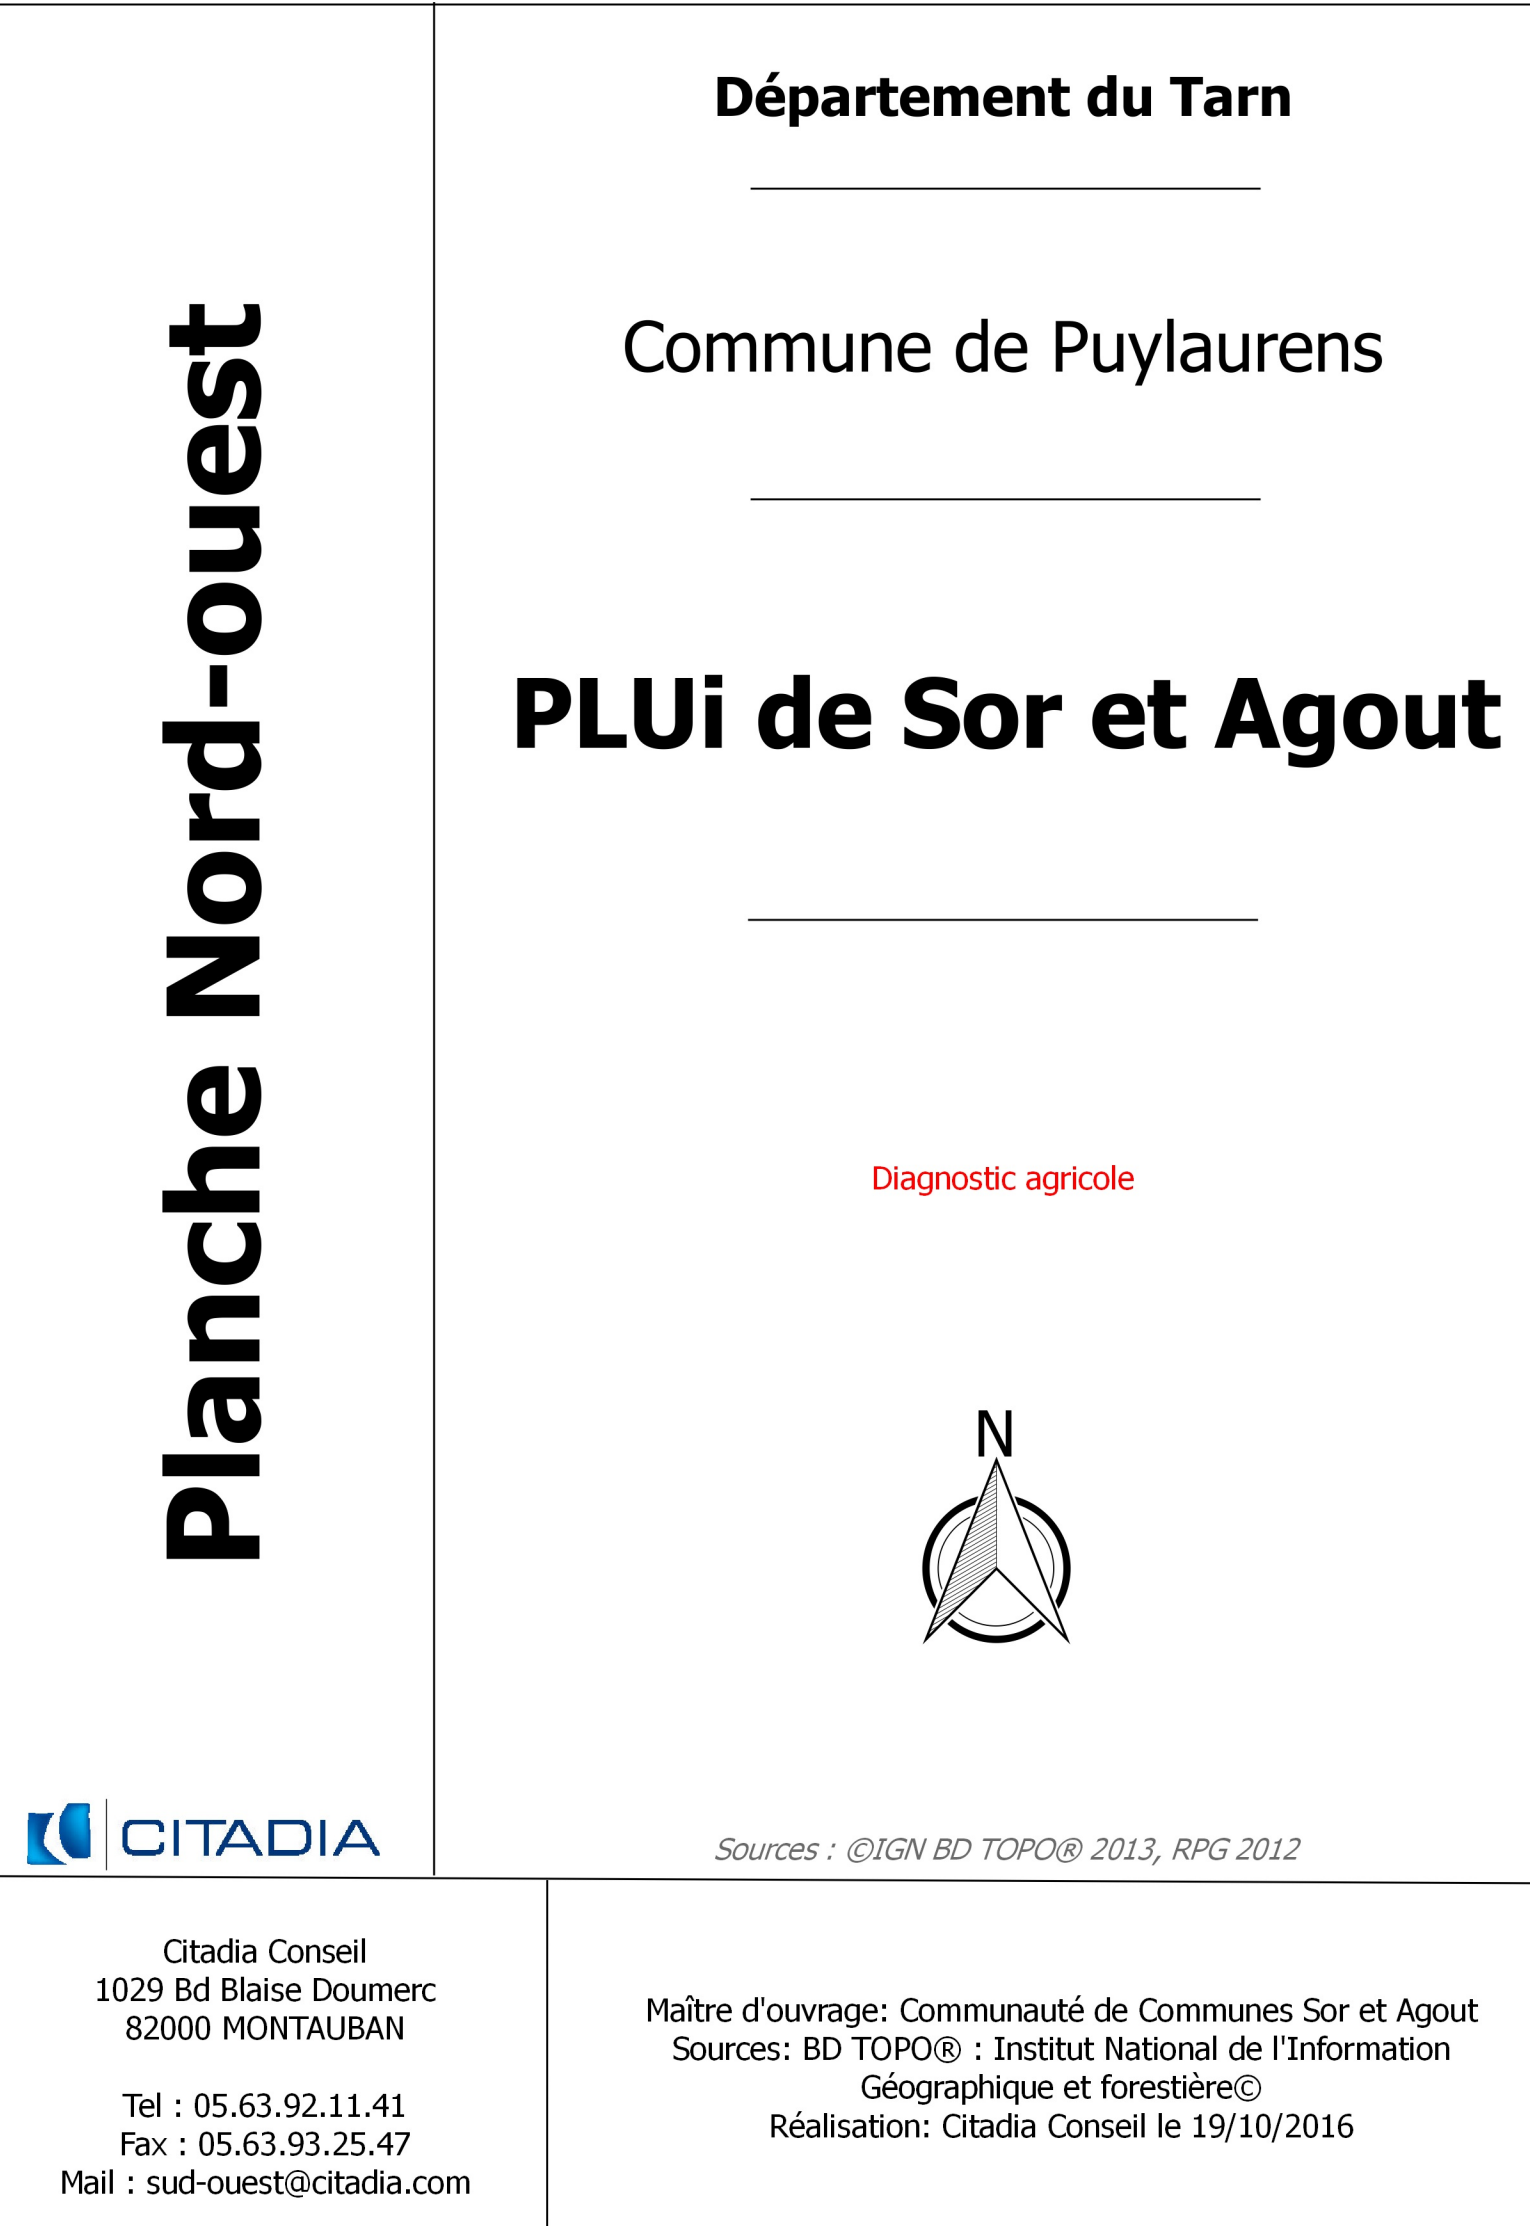 Planche Nord-ouest
Département du Tarn
Commune de Puylaurens
PLUi de Sor et Agout
Diagnostic agricole
N
CITADIA
Sources : ©IGN BD TOPO® 2013, RPG 2012
Citadia Conseil
1029 Bd Blaise Doumerc
82000 MONTAUBAN
Tel : 05.63.92.11.41
Fax : 05.63.93.25.47
Mail : sud-ouest@citadia.com
Maître d'ouvrage: Communauté de Communes Sor et Agout
Sources: BD TOPO® : Institut National de l'Information
Géographique et forestière©
Réalisation: Citadia Conseil le 19/10/2016